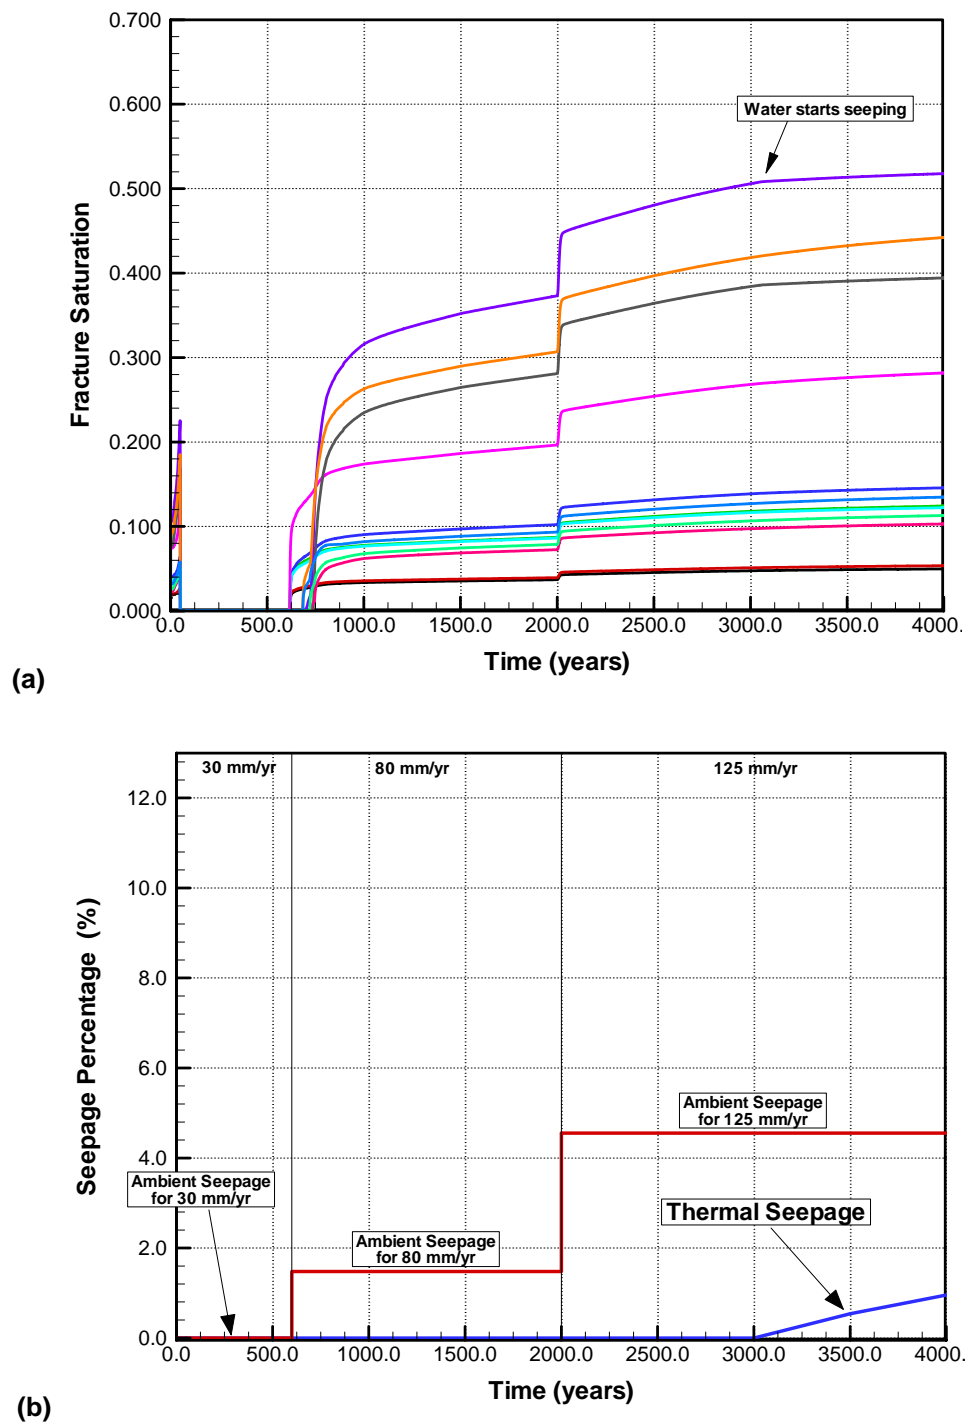 0.700
0.600
Water starts seeping
0.500
0.400
0.300
0.200
0.100
0.000
Fracture Saturation
0.0 500.0 1000.0 1500.0 2000.0 2500.0 3000.0 3500.0 4000.
Time (years)
(a)
30 mm/yr 80 mm/yr 125 mm/yr
12.0
10.0
8.0
6.0
4.0
2.0
0.0
Seepage Percentage (%)
Ambient Seepage
for 125 mm/yr
Ambient Seepage
for 30 mm/yr
Thermal Seepage
Ambient Seepage
for 80 mm/yr
0.0 500.0 1000.0 1500.0 2000.0 2500.0 3000.0 3500.0 4000.
Time (years)
(b)